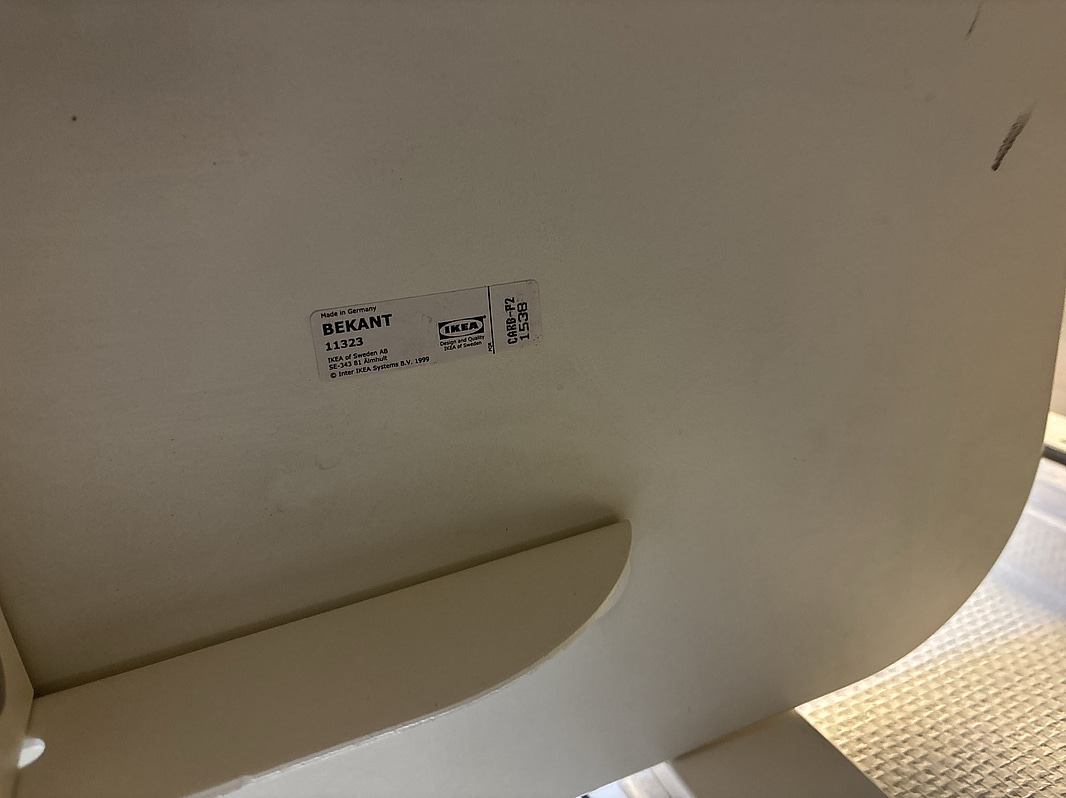 Made in Germany
BEKANT
11323
IKEA of Sweden AB
SE-343 81 Älmhult
© Inter IKEA Systems B.V. 1999
IKEA
Design and Quality
IKEA of Sweden
CARB-P2
1538